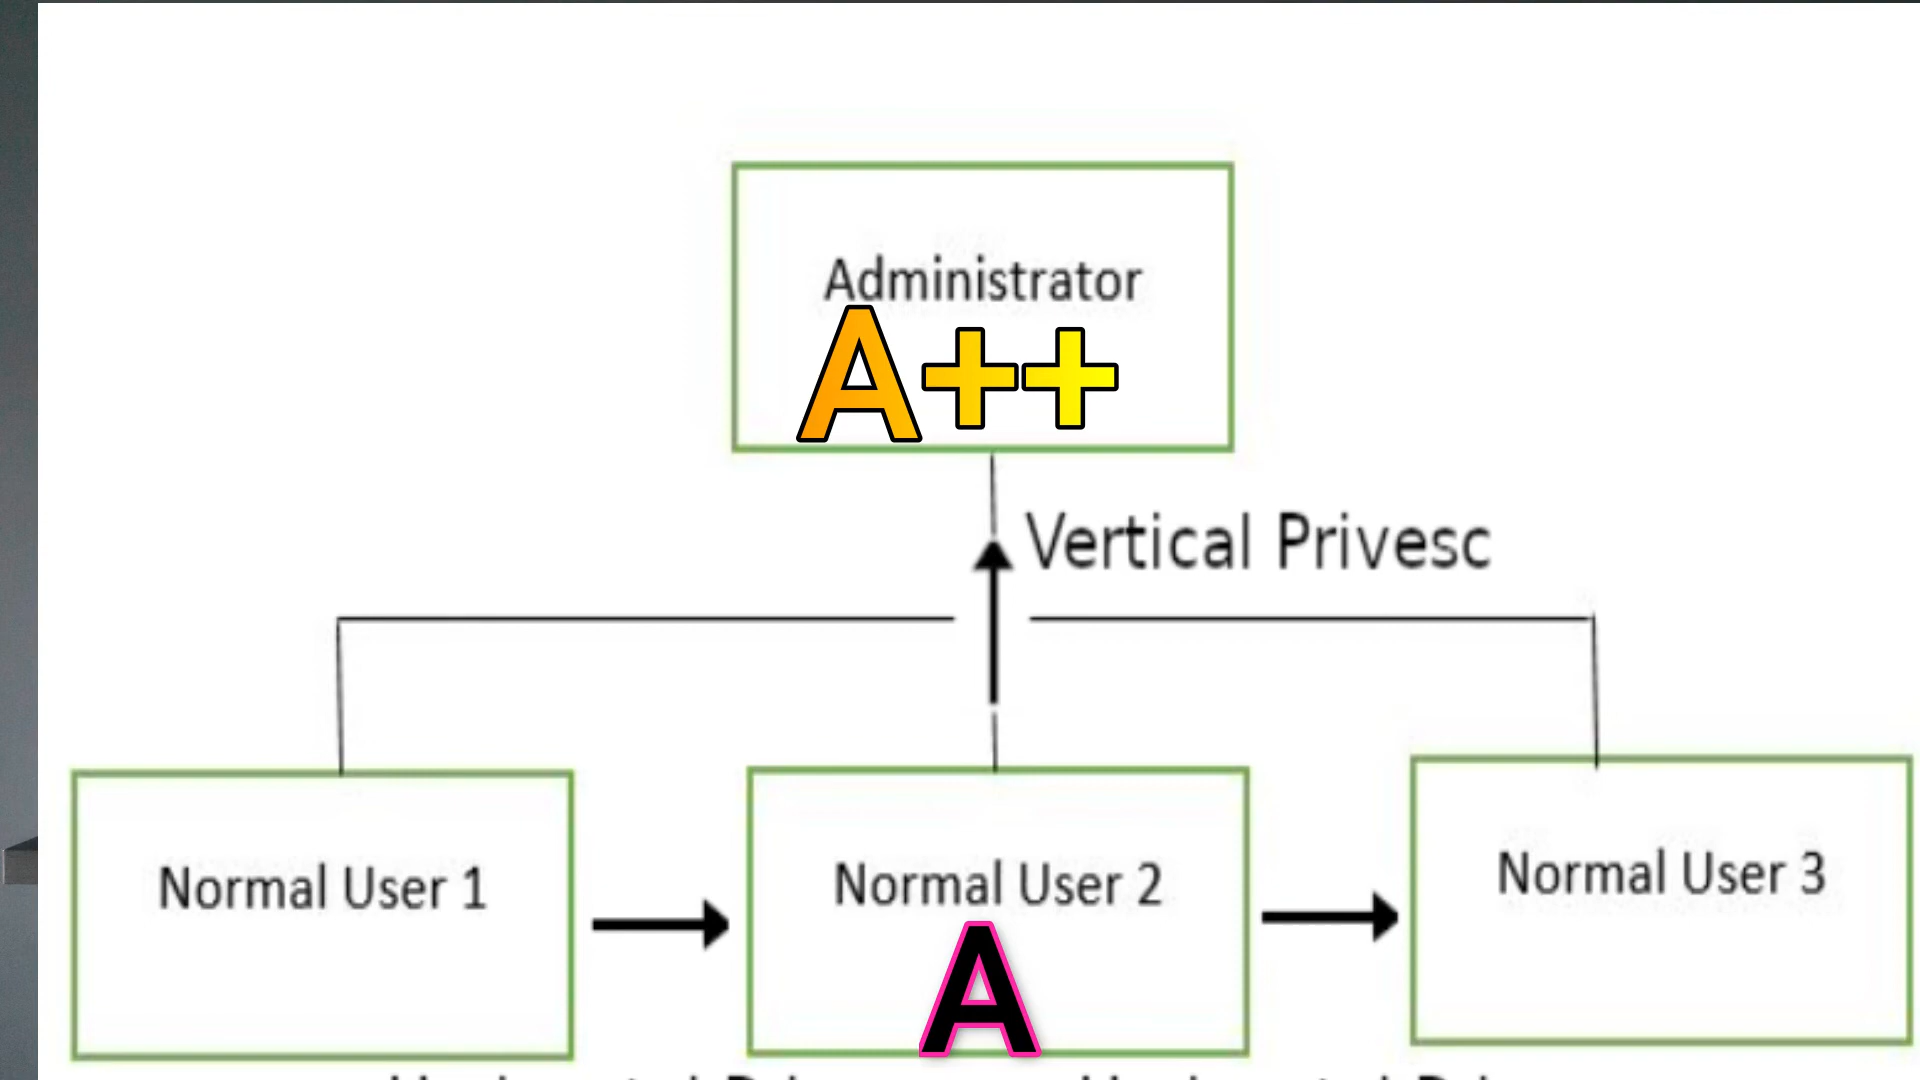 Administrator
A++
Vertical Privesc
Normal User 1
Normal User 2
Normal User 3
A